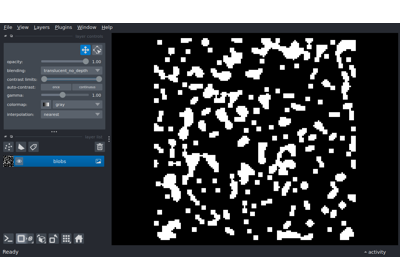 File View Layers Plugins Window Help
opacity: 1.00
blending: translucent_no_depth
contrast limits:
auto-contrast: once continuous
gamma: 1.00
colormap: gray
interpolation: nearest
blobs
Ready
activity